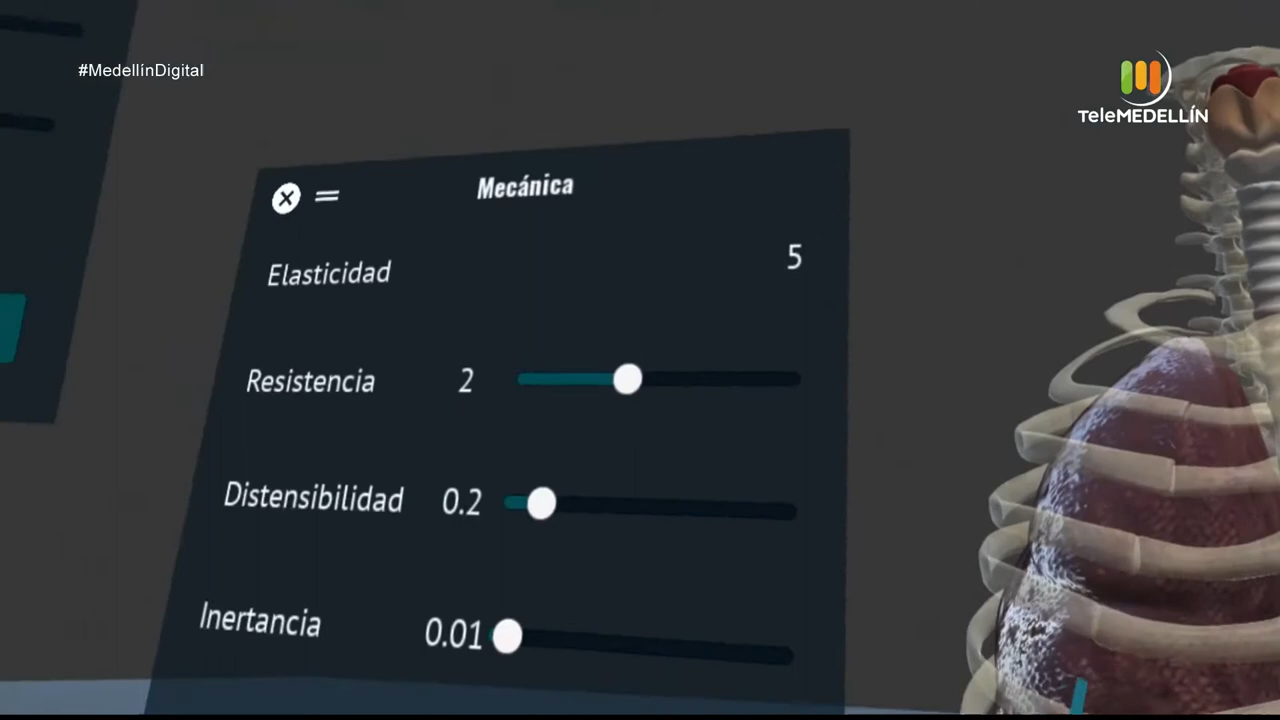 #MedellínDigital
TeleMEDELLÍN
Mecánica
Elasticidad 5
Resistencia 2
Distensibilidad 0.2
Inertancia 0.01